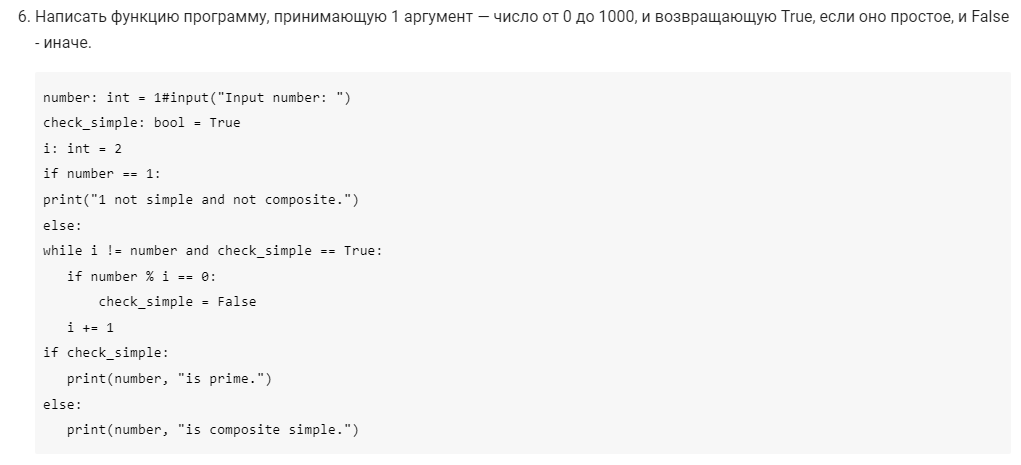 6. Написать функцию программу, принимающую 1 аргумент — число от 0 до 1000, и возвращающую True, если оно простое, и False
- иначе.
number: int = 1#input("Input number: ")
check_simple: bool = True
i: int = 2
if number == 1:
print("1 not simple and not composite.")
else:
while i != number and check_simple == True:
   if number % i == 0:
       check_simple = False
   i += 1
if check_simple:
   print(number, "is prime.")
else:
   print(number, "is composite simple.")